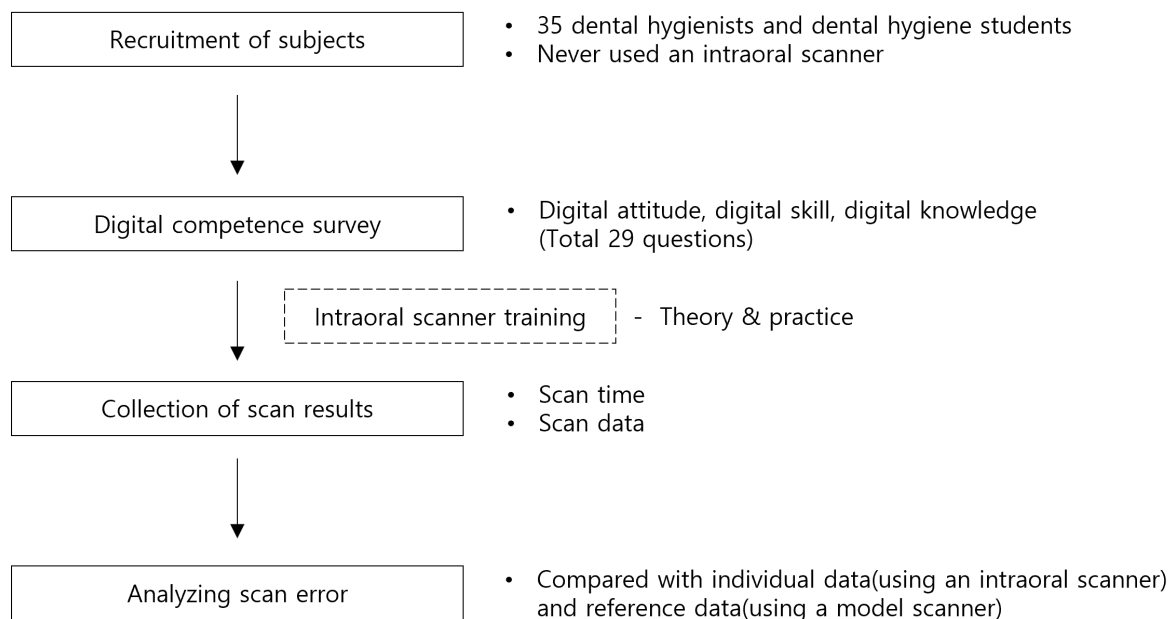 Recruitment of subjects
• 35 dental hygienists and dental hygiene students
• Never used an intraoral scanner
Digital competence survey
• Digital attitude, digital skill, digital knowledge
(Total 29 questions)
Intraoral scanner training - Theory & practice
Collection of scan results
• Scan time
• Scan data
Analyzing scan error
• Compared with individual data(using an intraoral scanner)
and reference data(using a model scanner)